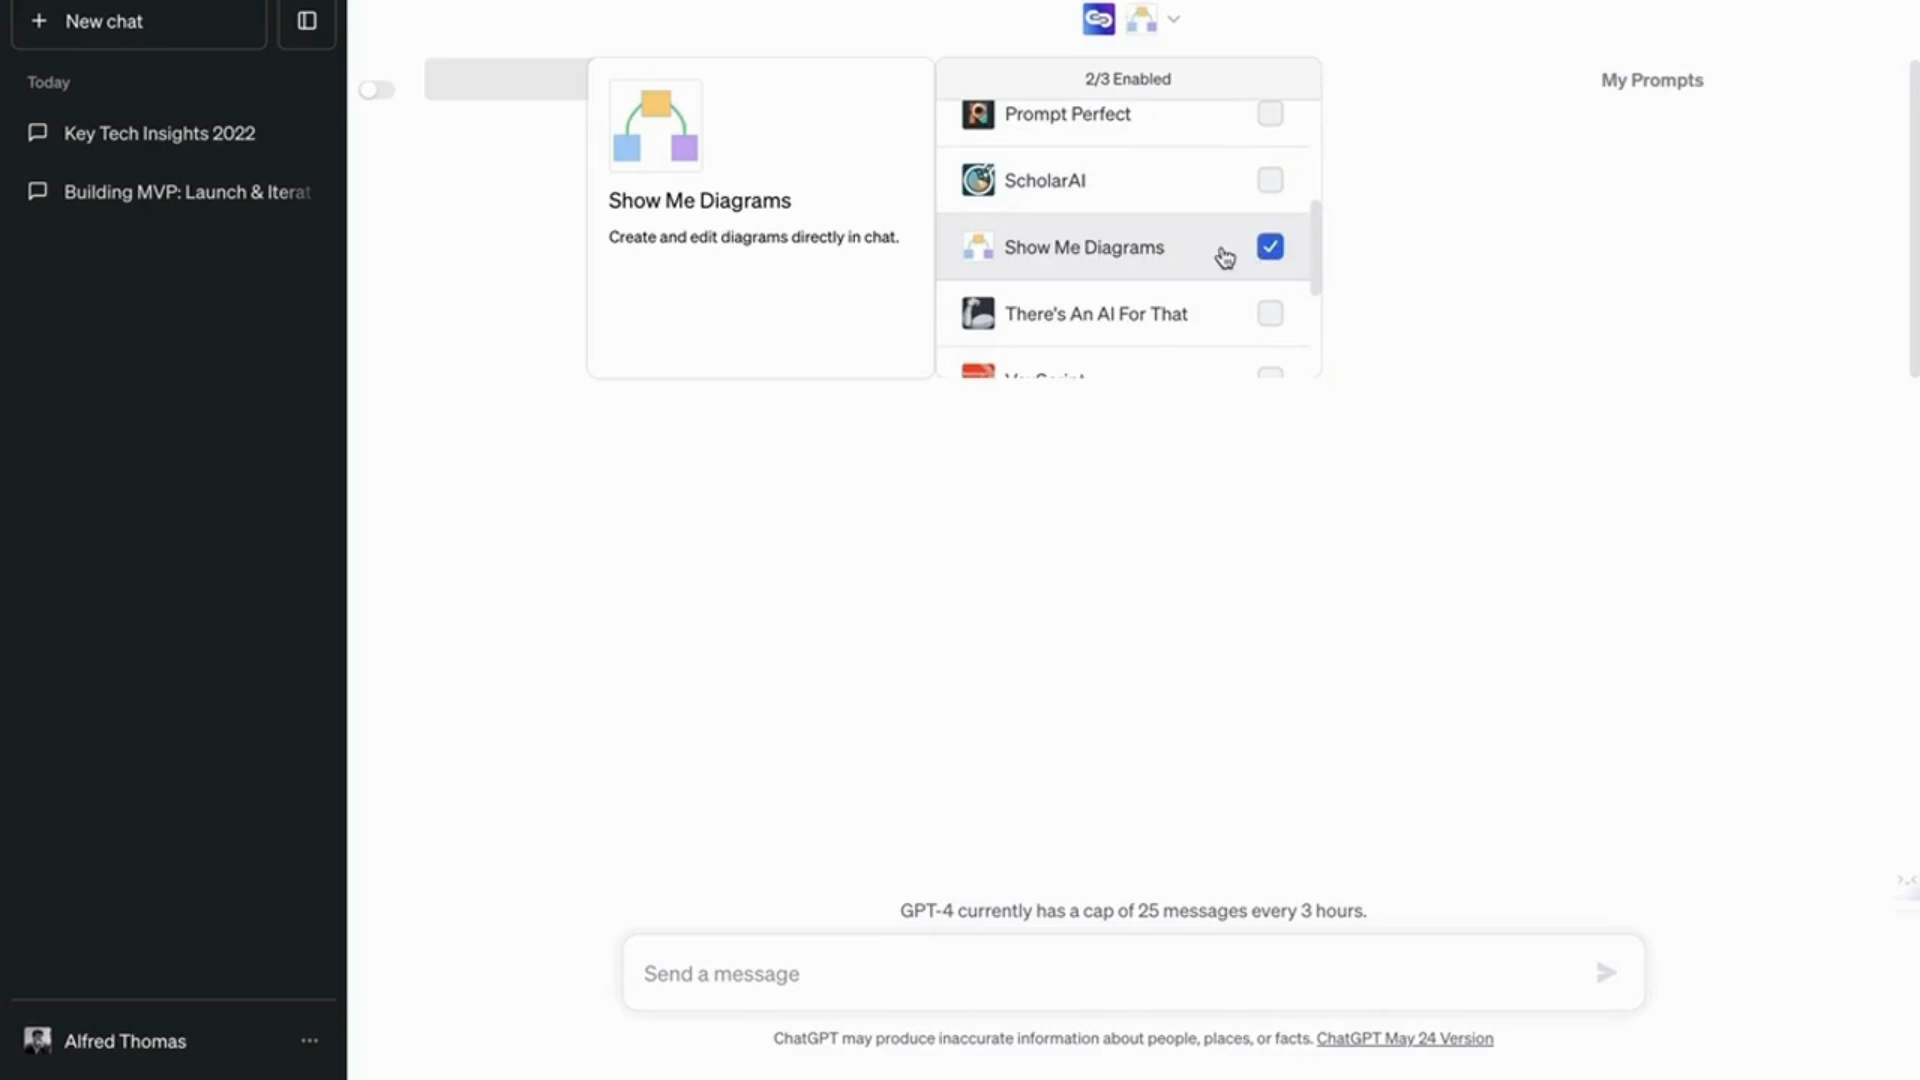 New chat
Today
Key Tech Insights 2022
Building MVP: Launch & Iterat
Alfred Thomas
Show Me Diagrams
Create and edit diagrams directly in chat.
2/3 Enabled
Prompt Perfect
ScholarAI
Show Me Diagrams
There's An AI For That
My Prompts
GPT-4 currently has a cap of 25 messages every 3 hours.
Send a message
ChatGPT may produce inaccurate information about people, places, or facts. ChatGPT May 24 Version